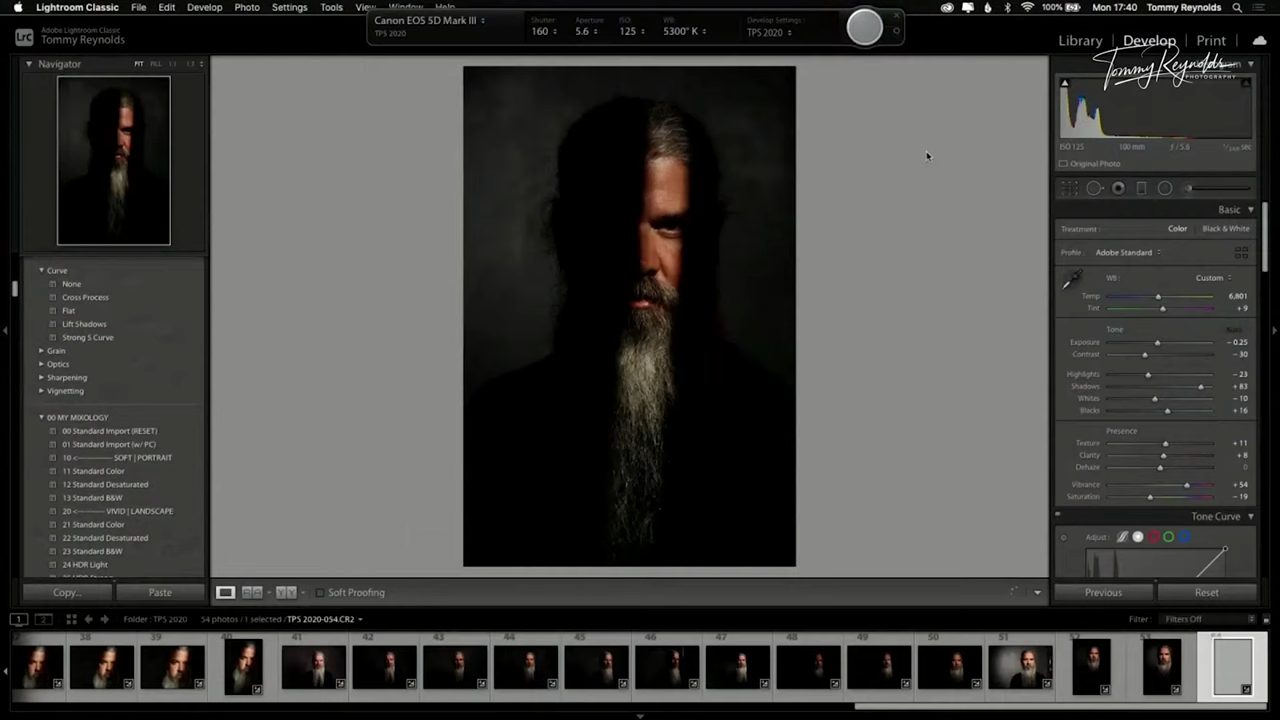 Lightroom Classic File Edit Develop Photo Settings Tools View Window Help
100% Mon 17:40 Tommy Reynolds
Canon EOS 5D Mark III
TPS 2020
Shutter: Aperture: ISO: WB: Develop Settings:
160 5.6 125 5300° K TPS 2020
Lrc
Adobe Lightroom Classic
Tommy Reynolds
Library Develop Print
Tommy Reynolds
PHOTOGRAPHY
Navigator FIT FILL 1:1
ISO 125 100 mm f / 5.6
Original Photo
Basic
Treatment: Color Black & White
Profile: Adobe Standard
WB: Custom
Temp 6,801
Tint + 9
Tone Auto
Exposure − 0.25
Contrast − 30
Highlights − 23
Shadows + 83
Whites − 10
Blacks + 16
Presence
Texture + 11
Clarity + 8
Dehaze 0
Vibrance + 54
Saturation − 19
Tone Curve
Adjust:
Previous Reset
Curve
None
Cross Process
Flat
Lift Shadows
Strong S Curve
Grain
Optics
Sharpening
Vignetting
00 MY MIXOLOGY
00 Standard Import (RESET)
01 Standard Import (w/ PC)
10 <-------------- SOFT | PORTRAIT
11 Standard Color
12 Standard Desaturated
13 Standard B&W
20 <-------------- VIVID | LANDSCAPE
21 Standard Color
22 Standard Desaturated
23 Standard B&W
24 HDR Light
Copy... Paste
Soft Proofing
1 2 Folder: TPS 2020 54 photos / 1 selected / TPS 2020-054.CR2
Filter: Filters Off
38 39 40 41 42 43 44 45 46 47 48 49 50 51 52 53 54